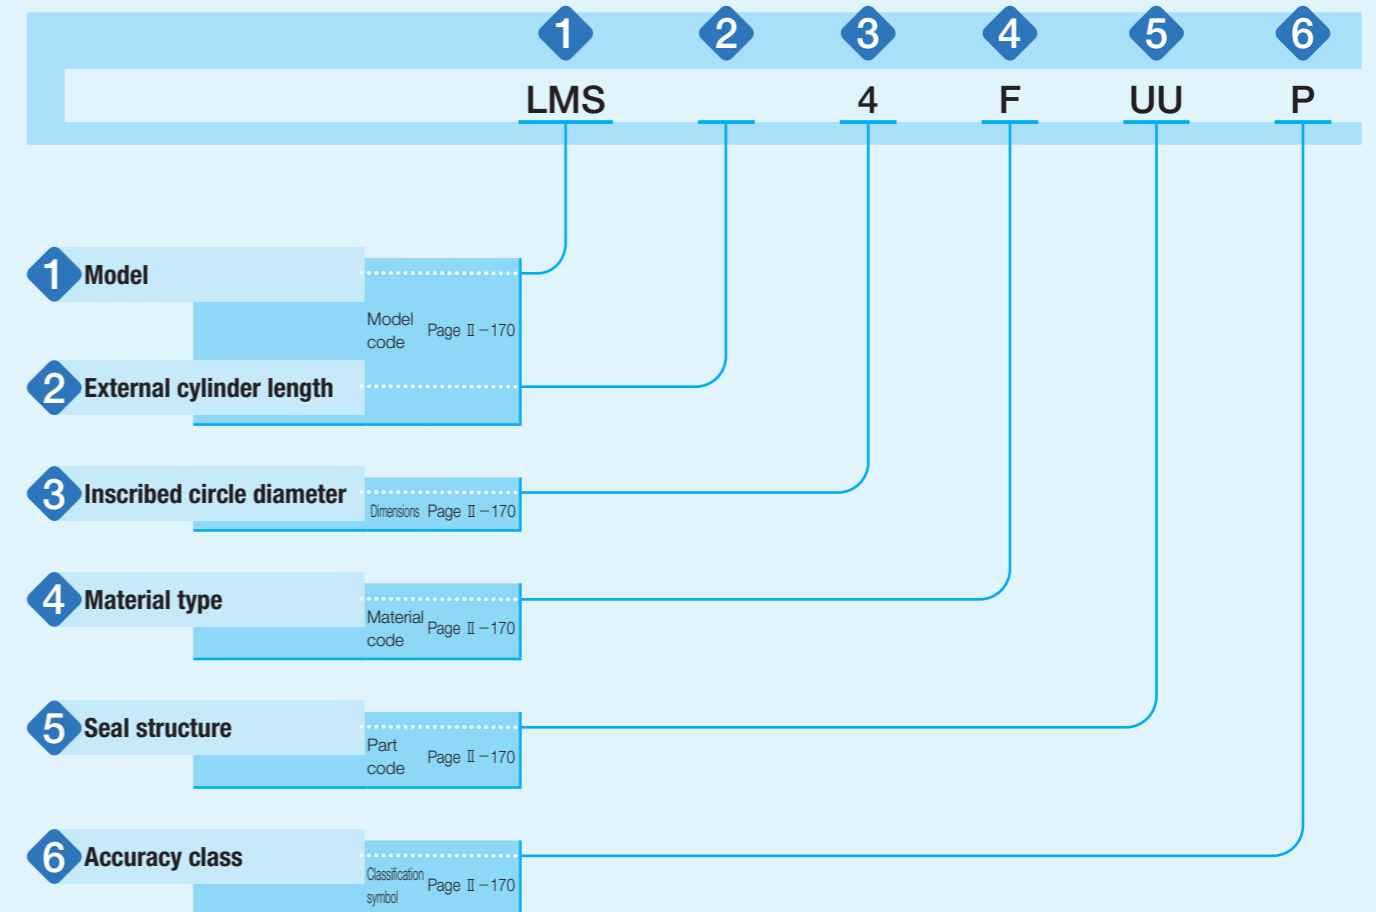 1 2 3 4 5 6
LMS 4 F UU P
1 Model
Model code Page Ⅱ−170
2 External cylinder length
3 Inscribed circle diameter
Dimensions Page Ⅱ−170
4 Material type
Material code Page Ⅱ−170
5 Seal structure
Part code Page Ⅱ−170
6 Accuracy class
Classification symbol Page Ⅱ−170